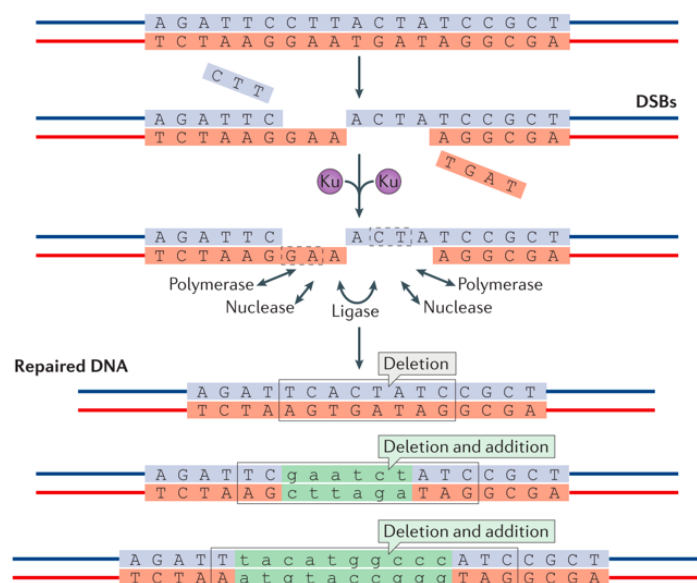 A G A T T C C T T A C T A T C C G C T
T C T A A G G A A T G A T A G G C G A
C T T
DSBs
A G A T T C A C T A T C C G C T
T C T A A G G A A A G G C G A
T G A T
Ku Ku
A G A T T C A C T A T C C G C T
T C T A A G G A A A G G C G A
Polymerase Polymerase
Nuclease Nuclease
Ligase
Repaired DNA
Deletion
A G A T T C A C T A T C C G C T
T C T A A G T G A T A G G C G A
Deletion and addition
A G A T T C g a a t c t A T C C G C T
T C T A A G c t t a g a T A G G C G A
Deletion and addition
A G A T T t a c a t g g c c c A T C C G C T
T C T A A a t g t a c c g g g T A G G C G A